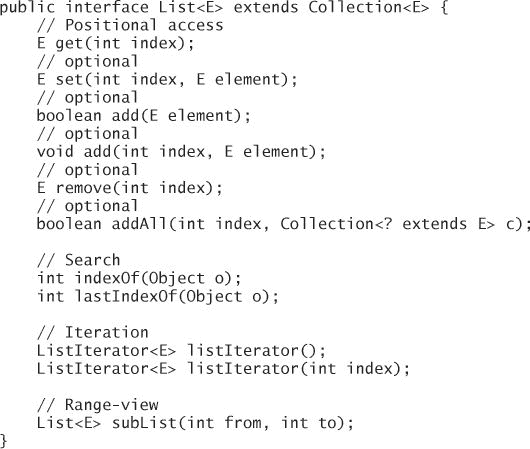 public interface List<E> extends Collection<E> {
    // Positional access
    E get(int index);
    // optional
    E set(int index, E element);
    // optional
    boolean add(E element);
    // optional
    void add(int index, E element);
    // optional
    E remove(int index);
    // optional
    boolean addAll(int index, Collection<? extends E> c);

    // Search
    int indexOf(Object o);
    int lastIndexOf(Object o);

    // Iteration
    ListIterator<E> listIterator();
    ListIterator<E> listIterator(int index);

    // Range-view
    List<E> subList(int from, int to);
}